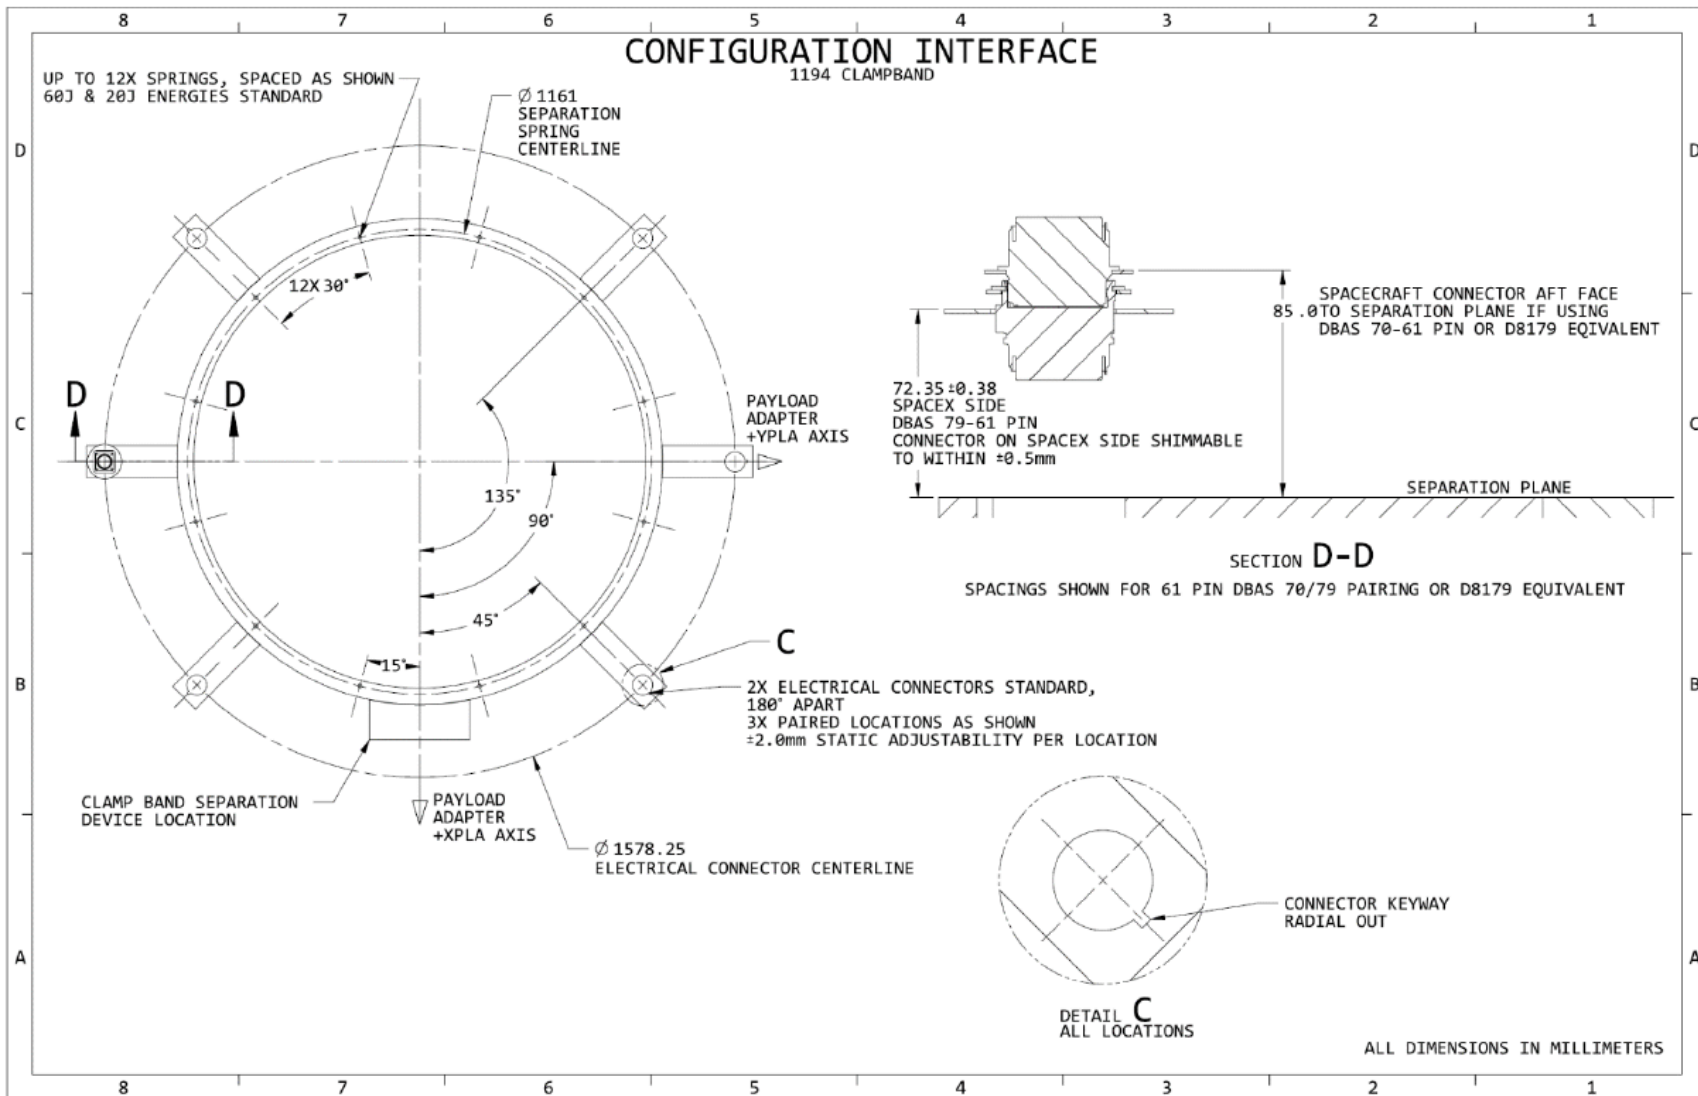 8 7 6 5 4 3 2 1
CONFIGURATION INTERFACE
1194 CLAMPBAND
UP TO 12X SPRINGS, SPACED AS SHOWN
60J & 20J ENERGIES STANDARD
Ø 1161
SEPARATION
SPRING
CENTERLINE
D
D
12X 30°
SPACECRAFT CONNECTOR AFT FACE
85.0 TO SEPARATION PLANE IF USING
DBAS 70-61 PIN OR D8179 EQIVALENT
D
D
72.35±0.38
SPACEX SIDE
DBAS 79-61 PIN
CONNECTOR ON SPACEX SIDE SHIMMABLE
TO WITHIN ±0.5mm
PAYLOAD
ADAPTER
+YPLA AXIS
C
C
135°
90°
SEPARATION PLANE
SECTION D-D
SPACINGS SHOWN FOR 61 PIN DBAS 70/79 PAIRING OR D8179 EQUIVALENT
45°
C
15°
B
B
2X ELECTRICAL CONNECTORS STANDARD,
180° APART
3X PAIRED LOCATIONS AS SHOWN
±2.0mm STATIC ADJUSTABILITY PER LOCATION
CLAMP BAND SEPARATION
DEVICE LOCATION
PAYLOAD
ADAPTER
+XPLA AXIS
Ø 1578.25
ELECTRICAL CONNECTOR CENTERLINE
CONNECTOR KEYWAY
RADIAL OUT
A
A
DETAIL C
ALL LOCATIONS
ALL DIMENSIONS IN MILLIMETERS
8 7 6 5 4 3 2 1